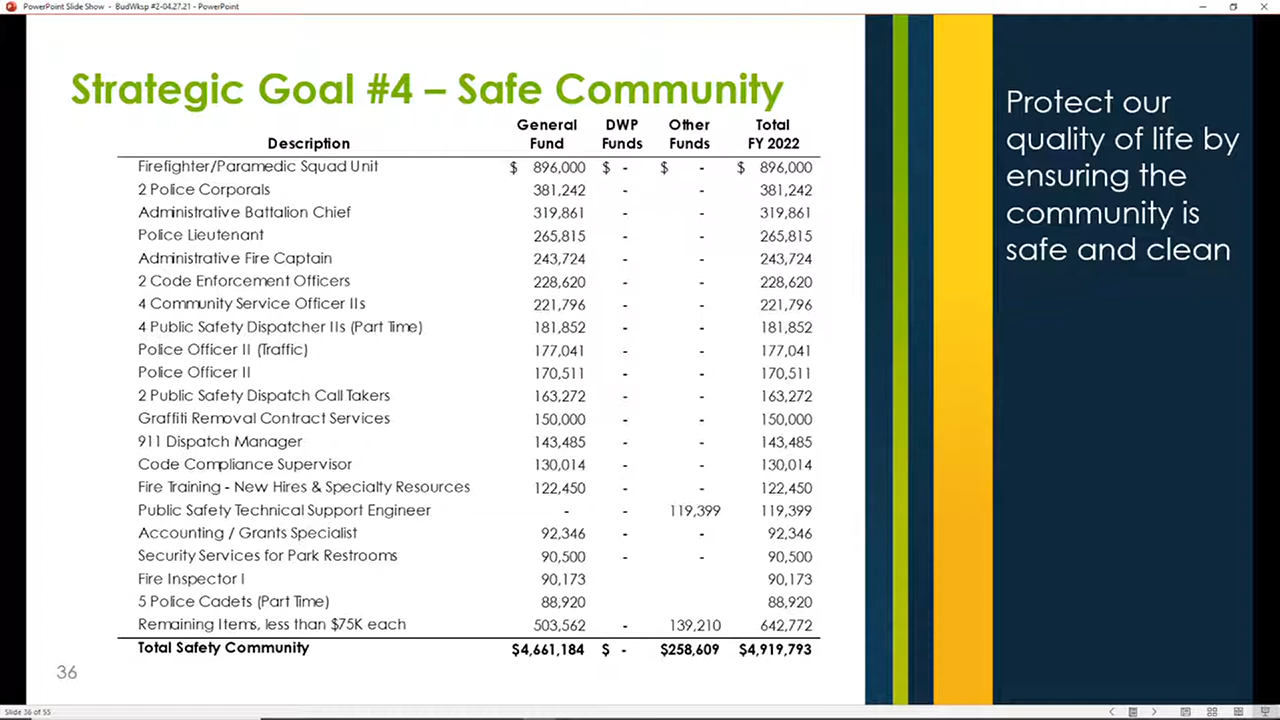 PowerPoint Slide Show - BudWksp #2-04.27.21 - PowerPoint
Strategic Goal #4 – Safe Community
General DWP Other Total
Description Fund Funds Funds FY 2022
Firefighter/Paramedic Squad Unit $ 896,000 $ - $ - $ 896,000
2 Police Corporals 381,242 - - 381,242
Administrative Battalion Chief 319,861 - - 319,861
Police Lieutenant 265,815 - - 265,815
Administrative Fire Captain 243,724 - - 243,724
2 Code Enforcement Officers 228,620 - - 228,620
4 Community Service Officer IIs 221,796 - - 221,796
4 Public Safety Dispatcher IIs (Part Time) 181,852 - - 181,852
Police Officer II (Traffic) 177,041 - - 177,041
Police Officer II 170,511 - - 170,511
2 Public Safety Dispatch Call Takers 163,272 - - 163,272
Graffiti Removal Contract Services 150,000 - - 150,000
911 Dispatch Manager 143,485 - - 143,485
Code Compliance Supervisor 130,014 - - 130,014
Fire Training - New Hires & Specialty Resources 122,450 - - 122,450
Public Safety Technical Support Engineer - - 119,399 119,399
Accounting / Grants Specialist 92,346 - - 92,346
Security Services for Park Restrooms 90,500 - - 90,500
Fire Inspector I 90,173 90,173
5 Police Cadets (Part Time) 88,920 88,920
Remaining Items, less than $75K each 503,562 - 139,210 642,772
Total Safety Community $4,661,184 $ - $258,609 $4,919,793
36
Protect our
quality of life by
ensuring the
community is
safe and clean
Slide 36 of 55